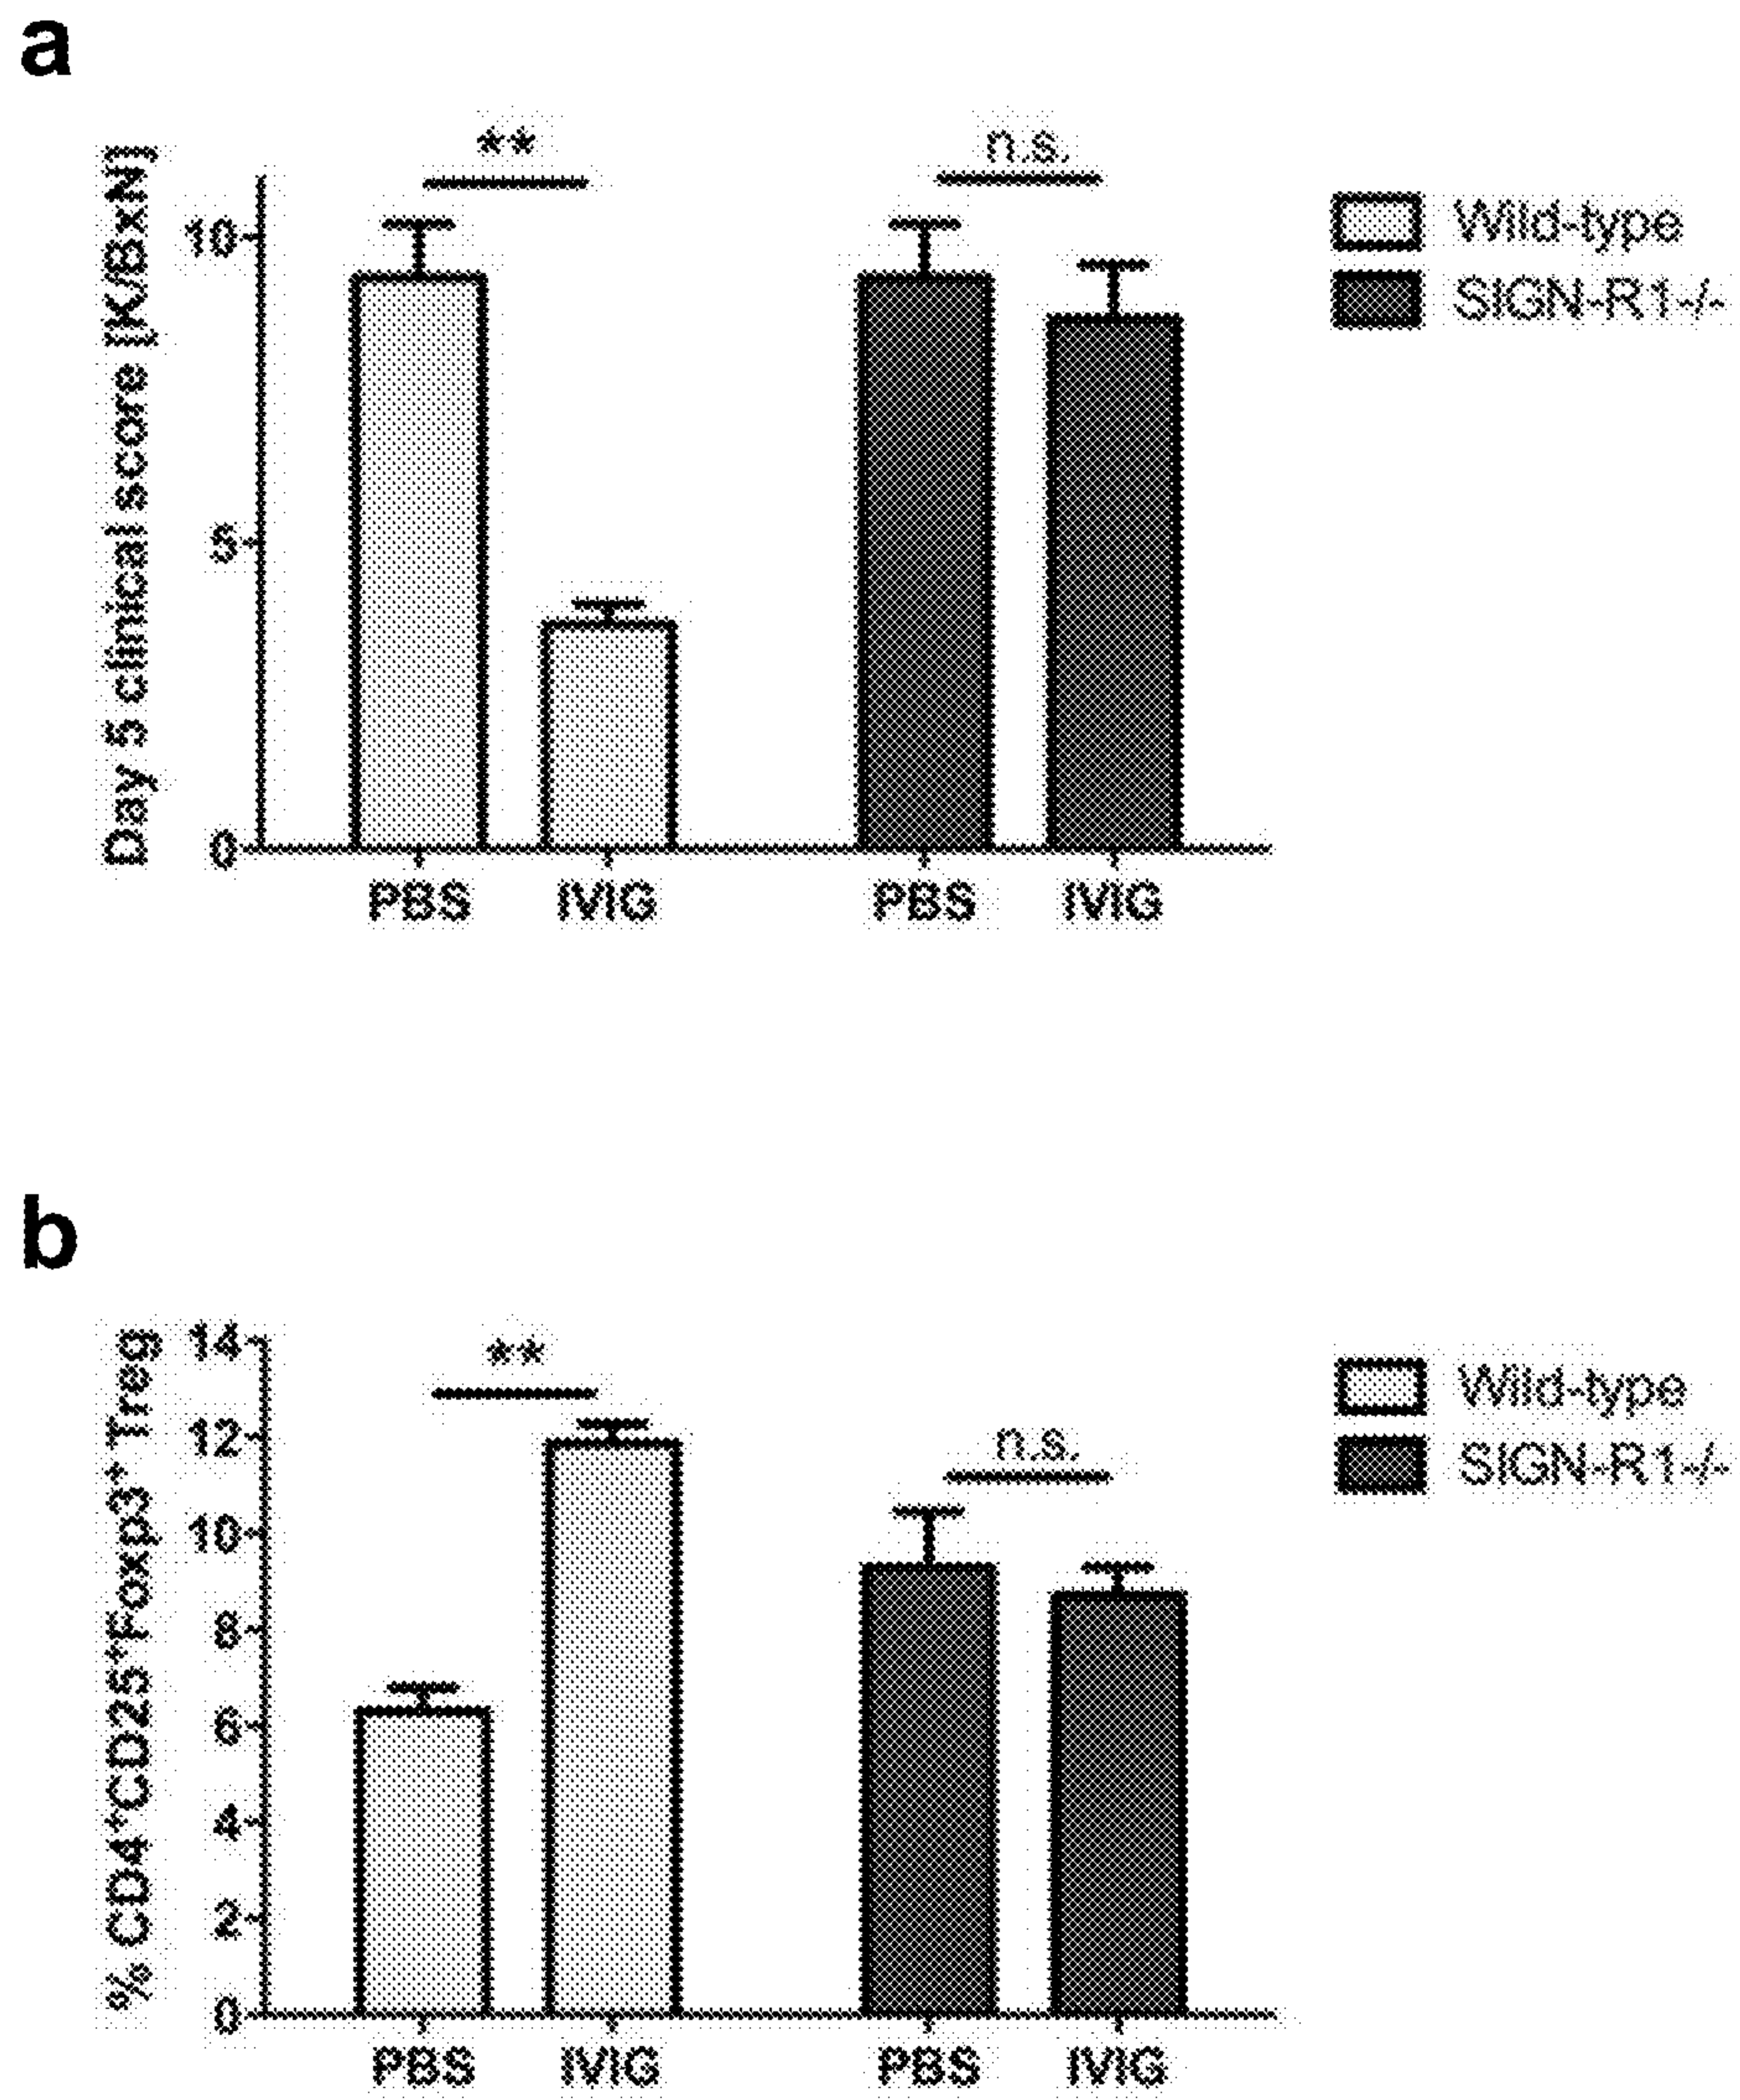 a
Day 5 clinical score [K/BxN]
10
5
0
**
n.s.
PBS
IVIG
PBS
IVIG
Wild-type
SIGN-R1-/-
b
% CD4⁺CD25⁺Foxp3⁺ Treg
14
12
10
8
6
4
2
0
**
n.s.
PBS
IVIG
PBS
IVIG
Wild-type
SIGN-R1-/-